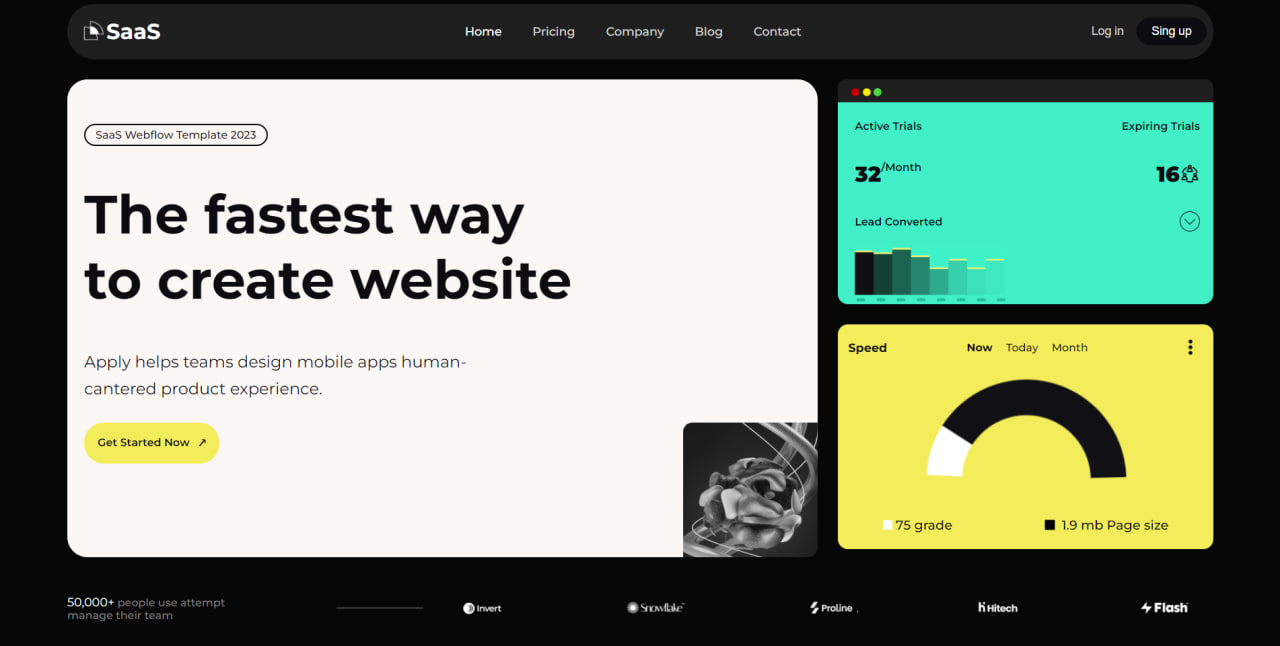 SaaS
Home Pricing Company Blog Contact
Log in Sing up
SaaS Webflow Template 2023
The fastest way
to create website
Apply helps teams design mobile apps human-
cantered product experience.
Get Started Now ↗
Active Trials Expiring Trials
32/Month 16
Lead Converted
Speed Now Today Month
75 grade 1.9 mb Page size
50,000+ people use attempt
manage their team
Invert Snowflake Proline Hitech Flash